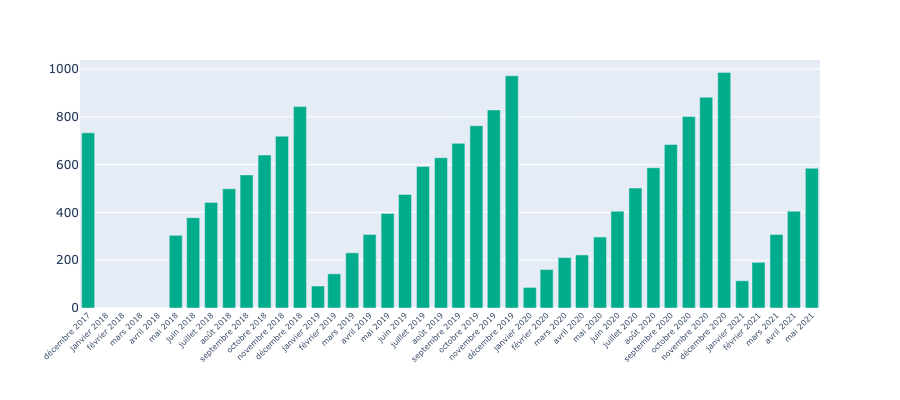 1000
800
600
400
200
0
décembre 2017
janvier 2018
février 2018
mars 2018
avril 2018
mai 2018
juin 2018
juillet 2018
août 2018
septembre 2018
octobre 2018
novembre 2018
décembre 2018
janvier 2019
février 2019
mars 2019
avril 2019
mai 2019
juin 2019
juillet 2019
août 2019
septembre 2019
octobre 2019
novembre 2019
décembre 2019
janvier 2020
février 2020
mars 2020
avril 2020
mai 2020
juin 2020
juillet 2020
août 2020
septembre 2020
octobre 2020
novembre 2020
décembre 2020
janvier 2021
février 2021
mars 2021
avril 2021
mai 2021